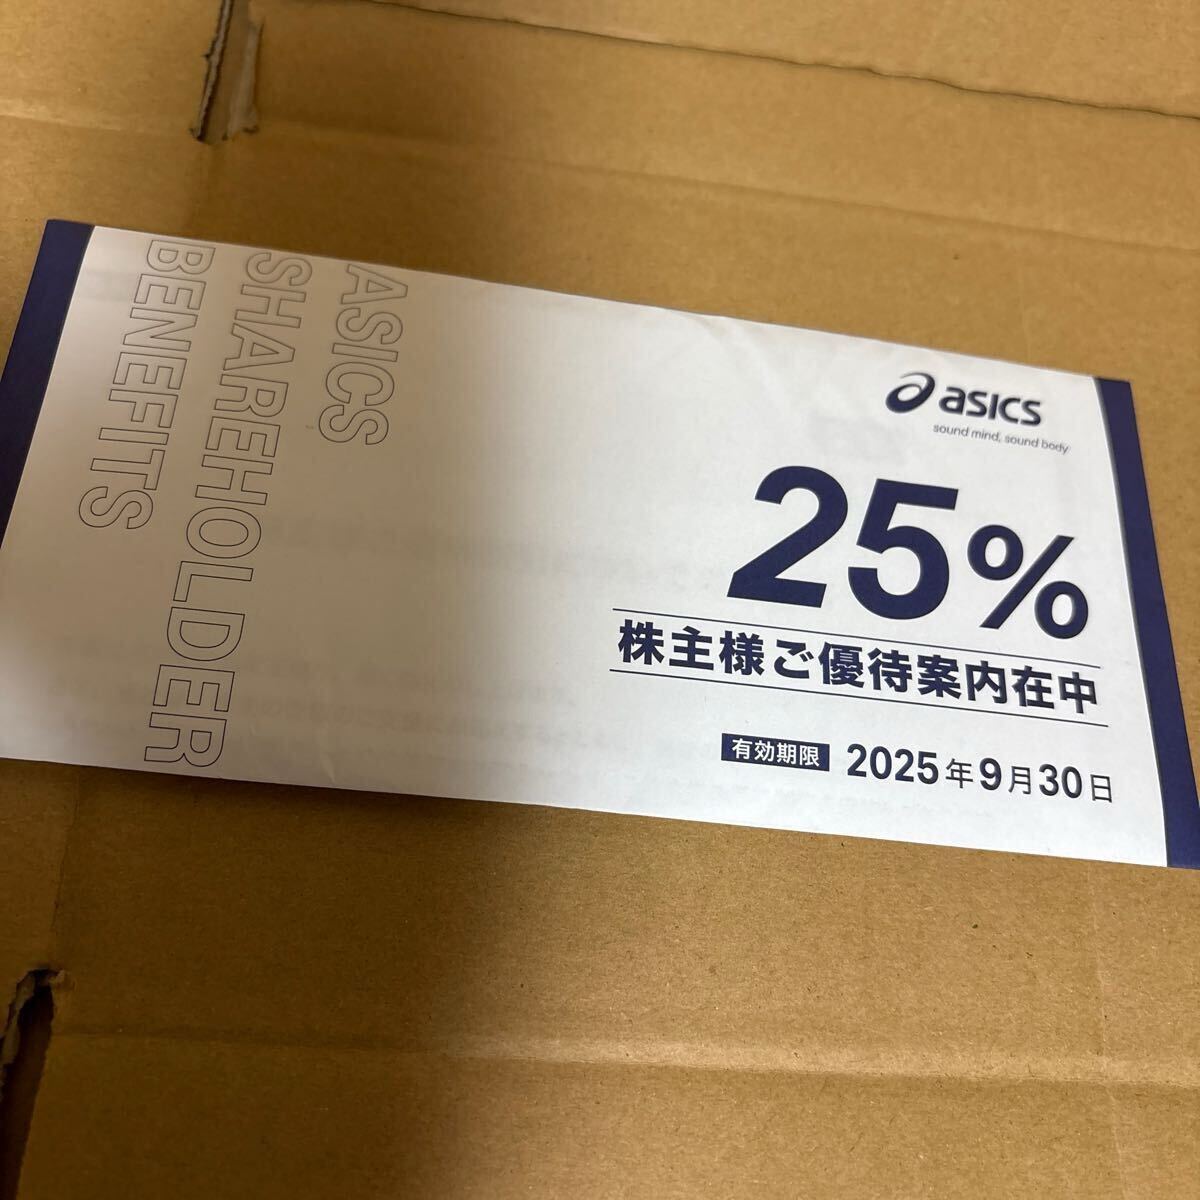 ASICS
SHAREHOLDER
BENEFITS
asics
sound mind, sound body
25%
株主様ご優待案内在中
有効期限 2025年9月30日